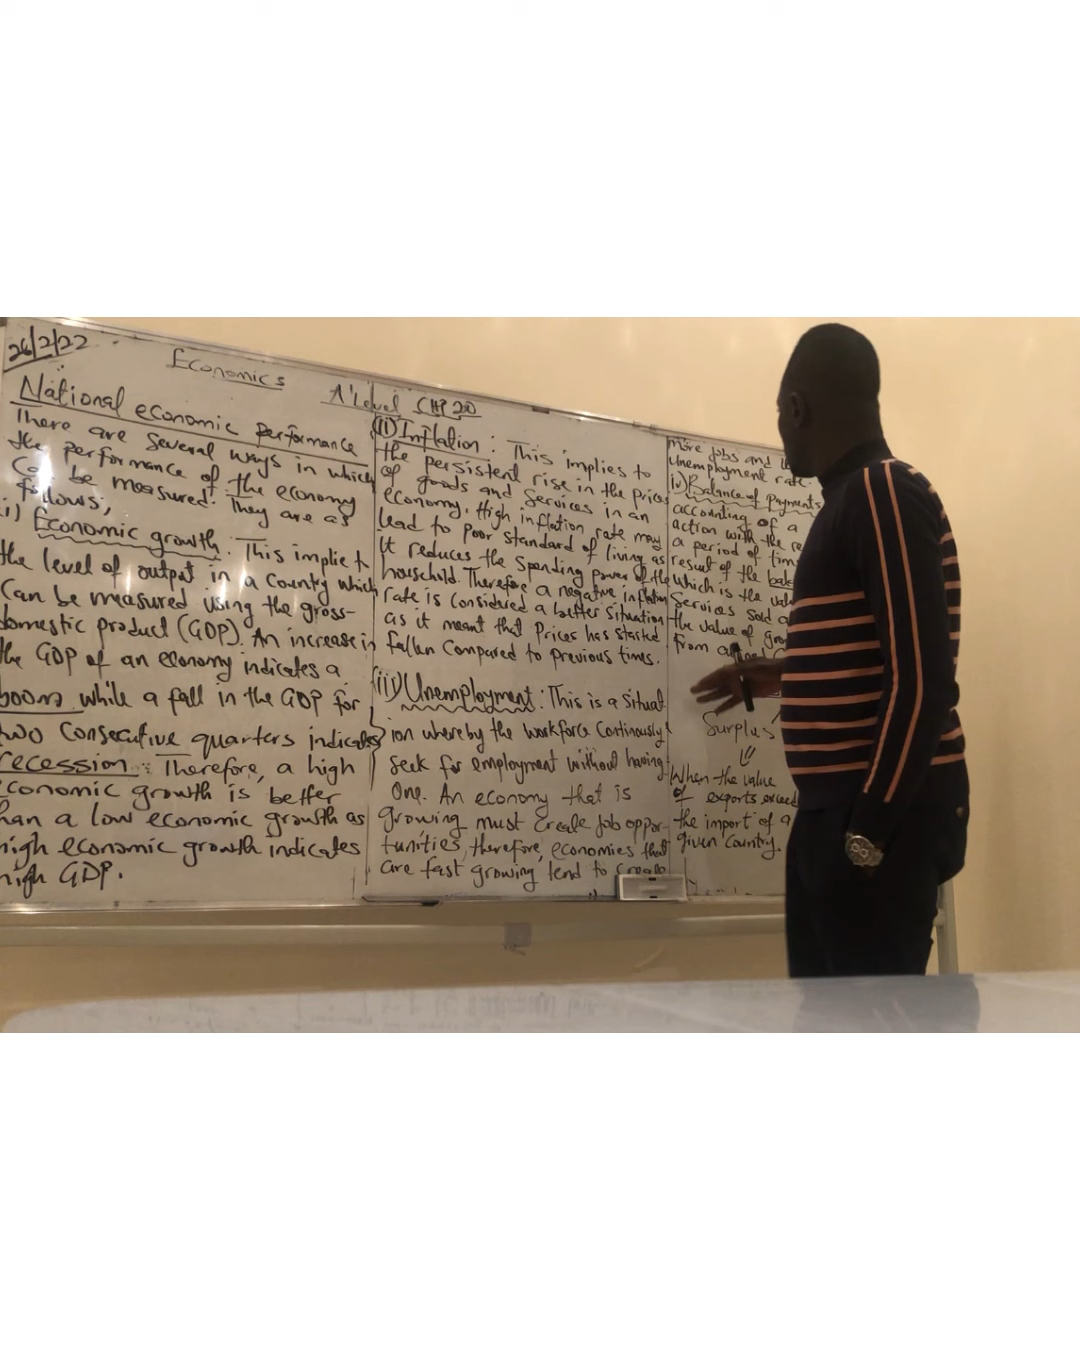 26/2/22
Economics
A'Level CHP 20
National economic performance
There are several ways in which
the performance of the economy
can be measured. They are as
follows;
i) Economic growth: This implies to
the level of output in a country which
can be measured using the gross-
domestic product (GDP). An increase in
the GDP of an economy indicates a
boom while a fall in the GDP for
two consecutive quarters indicates
recession. Therefore, a high
economic growth is better
than a low economic growth as
high economic growth indicates
high GDP.
(ii) Inflation: This implies to
the persistent rise in the prices
of goods and services in an
economy. High inflation rate may
lead to poor standard of living as
it reduces the spending power of the
household. Therefore a negative inflation
rate is considered a better situation
as it meant that prices has started
fallen compared to previous times.
(iii) Unemployment: This is a situat
ion whereby the workforce continously
seek for employment without having
one. An economy that is
growing must create job oppor-
tunities, therefore, economies that
are fast growing tend to create
more jobs and
unemployment rate.
iv) Balance of payments
accounting of a
action with the
a period of time
result of the
which is the
services sold
the value of
from
Surplus
When the value
of exports exceed
the import of a
given country.